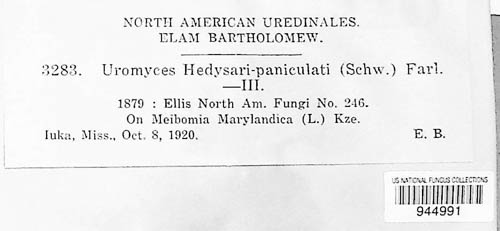 NORTH AMERICAN UREDINALES.
ELAM BARTHOLOMEW.
3283. Uromyces Hedysari-paniculati (Schw.) Farl.
—III.
1879 : Ellis North Am. Fungi No. 246.
On Meibomia Marylandica (L.) Kze.
Iuka, Miss., Oct. 8, 1920. E. B.
US NATIONAL FUNGUS COLLECTIONS
944991